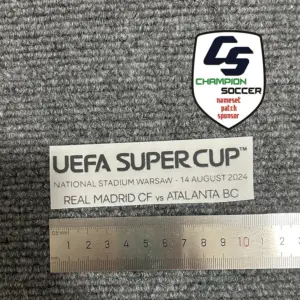 CS
CHAMPION
SOCCER
nameset
patch
sponsor
UEFA SUPER CUP™
NATIONAL STADIUM WARSAW - 14 AUGUST 2024
REAL MADRID CF vs ATALANTA BC
1 2 3 4 5 6 7 8 9 10 1 2